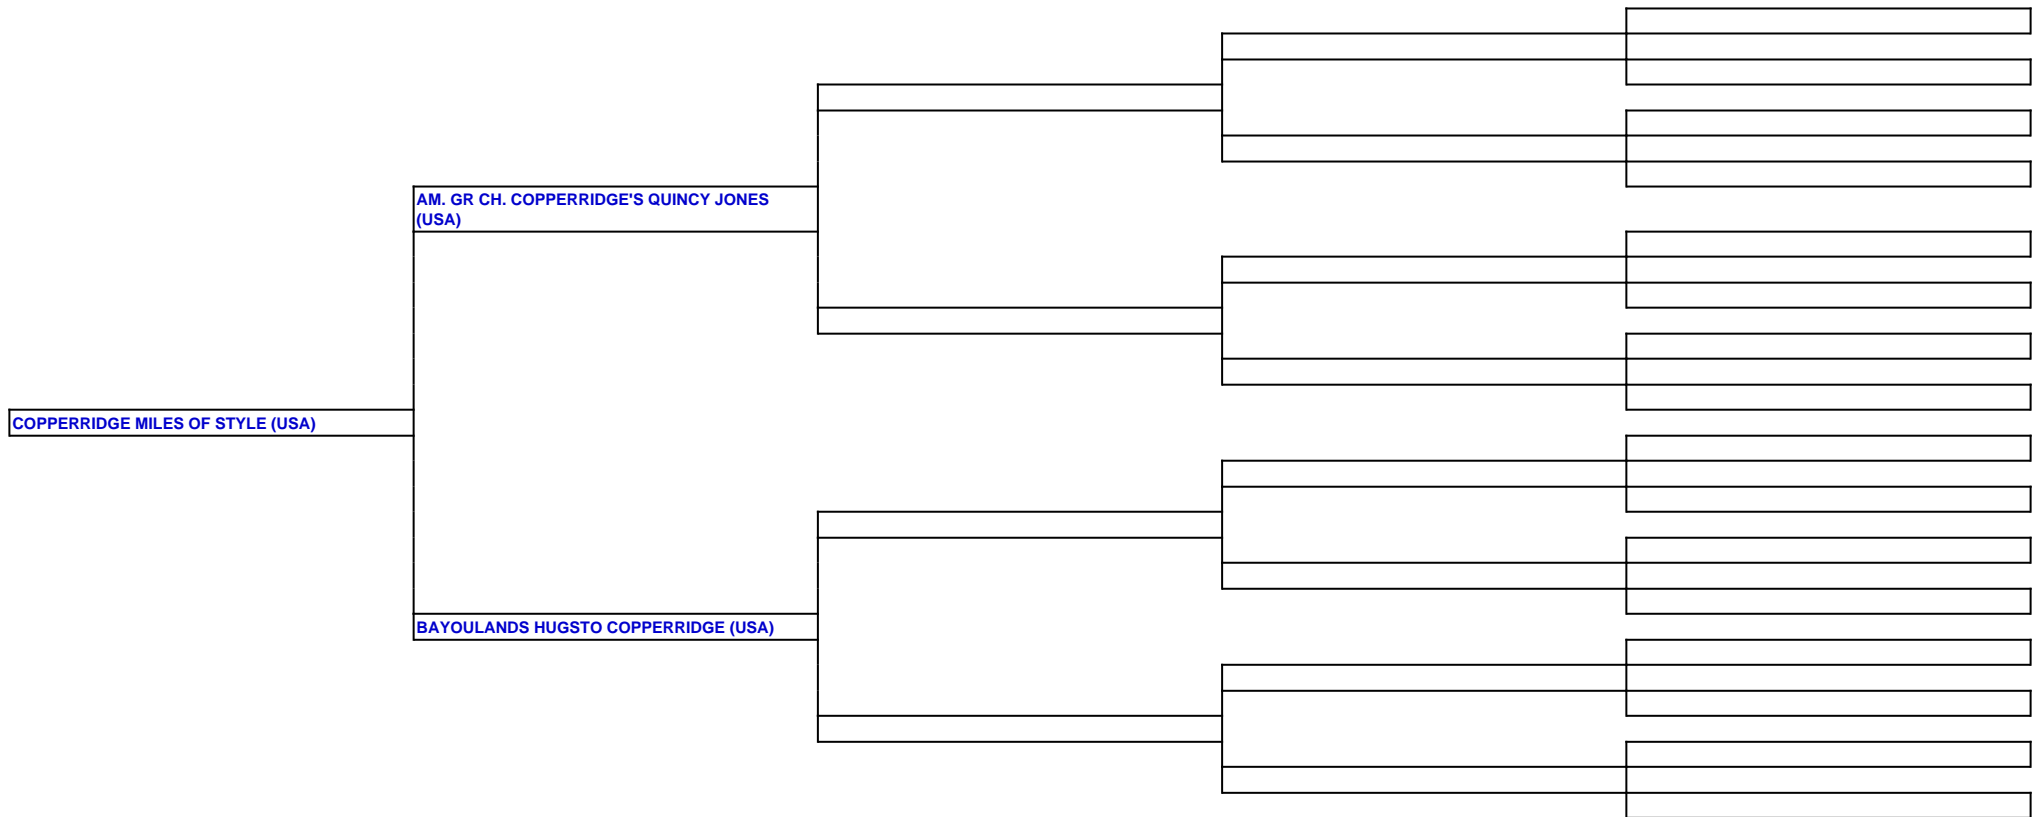 AM. GR CH. COPPERRIDGE'S QUINCY JONES
(USA)
COPPERRIDGE MILES OF STYLE (USA)
BAYOULANDS HUGSTO COPPERRIDGE (USA)